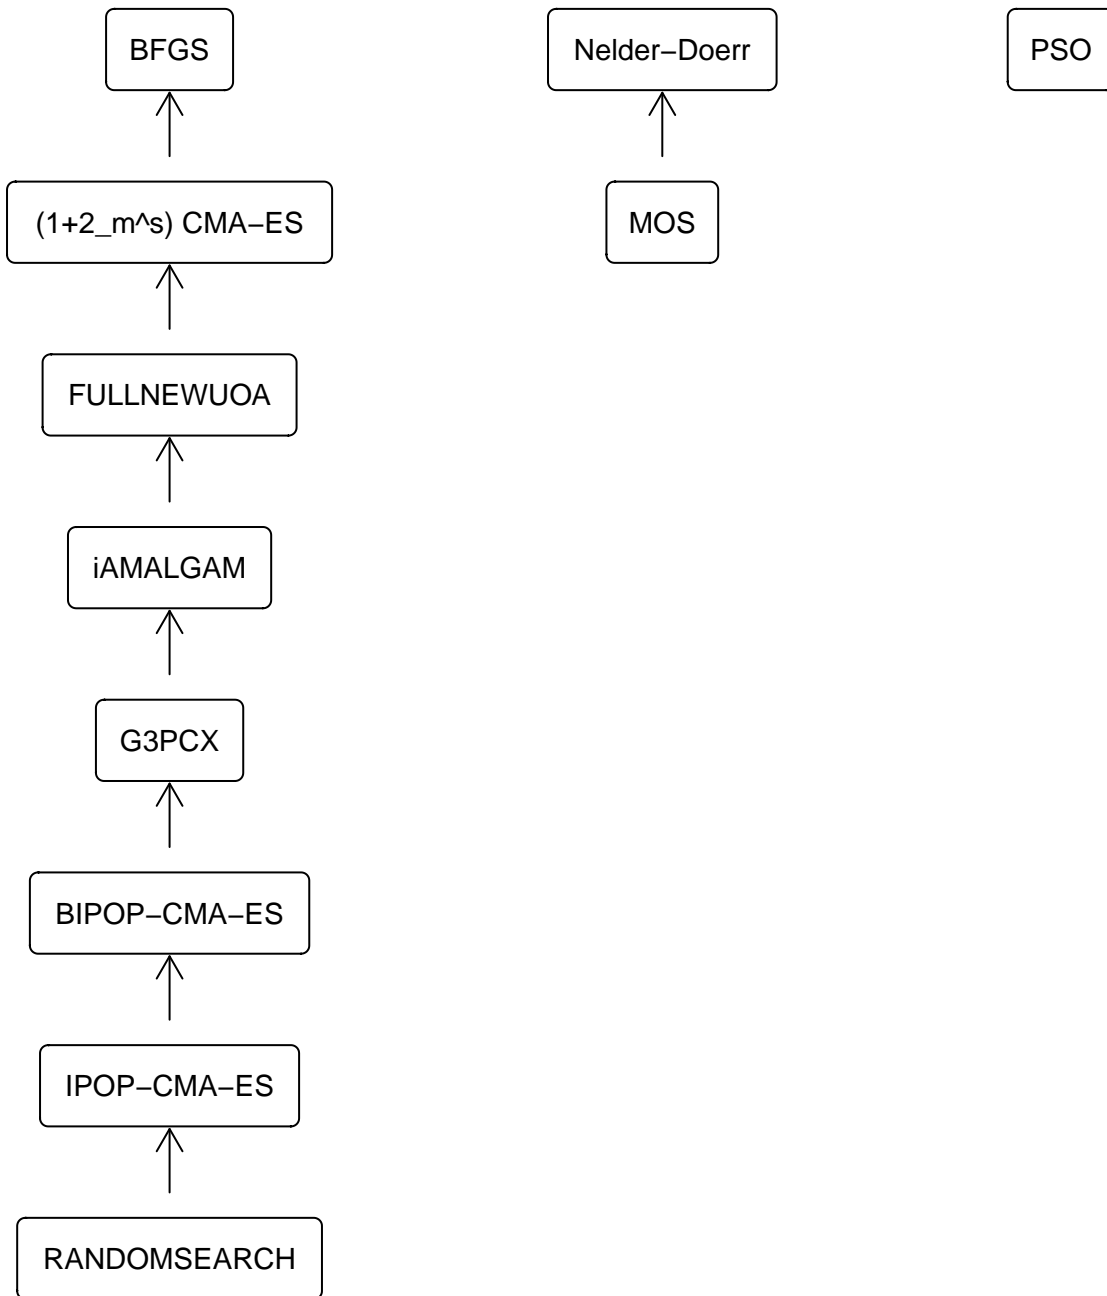 BFGS
Nelder−Doerr
PSO
(1+2_m^s) CMA−ES
MOS
FULLNEWUOA
iAMALGAM
G3PCX
BIPOP−CMA−ES
IPOP−CMA−ES
RANDOMSEARCH